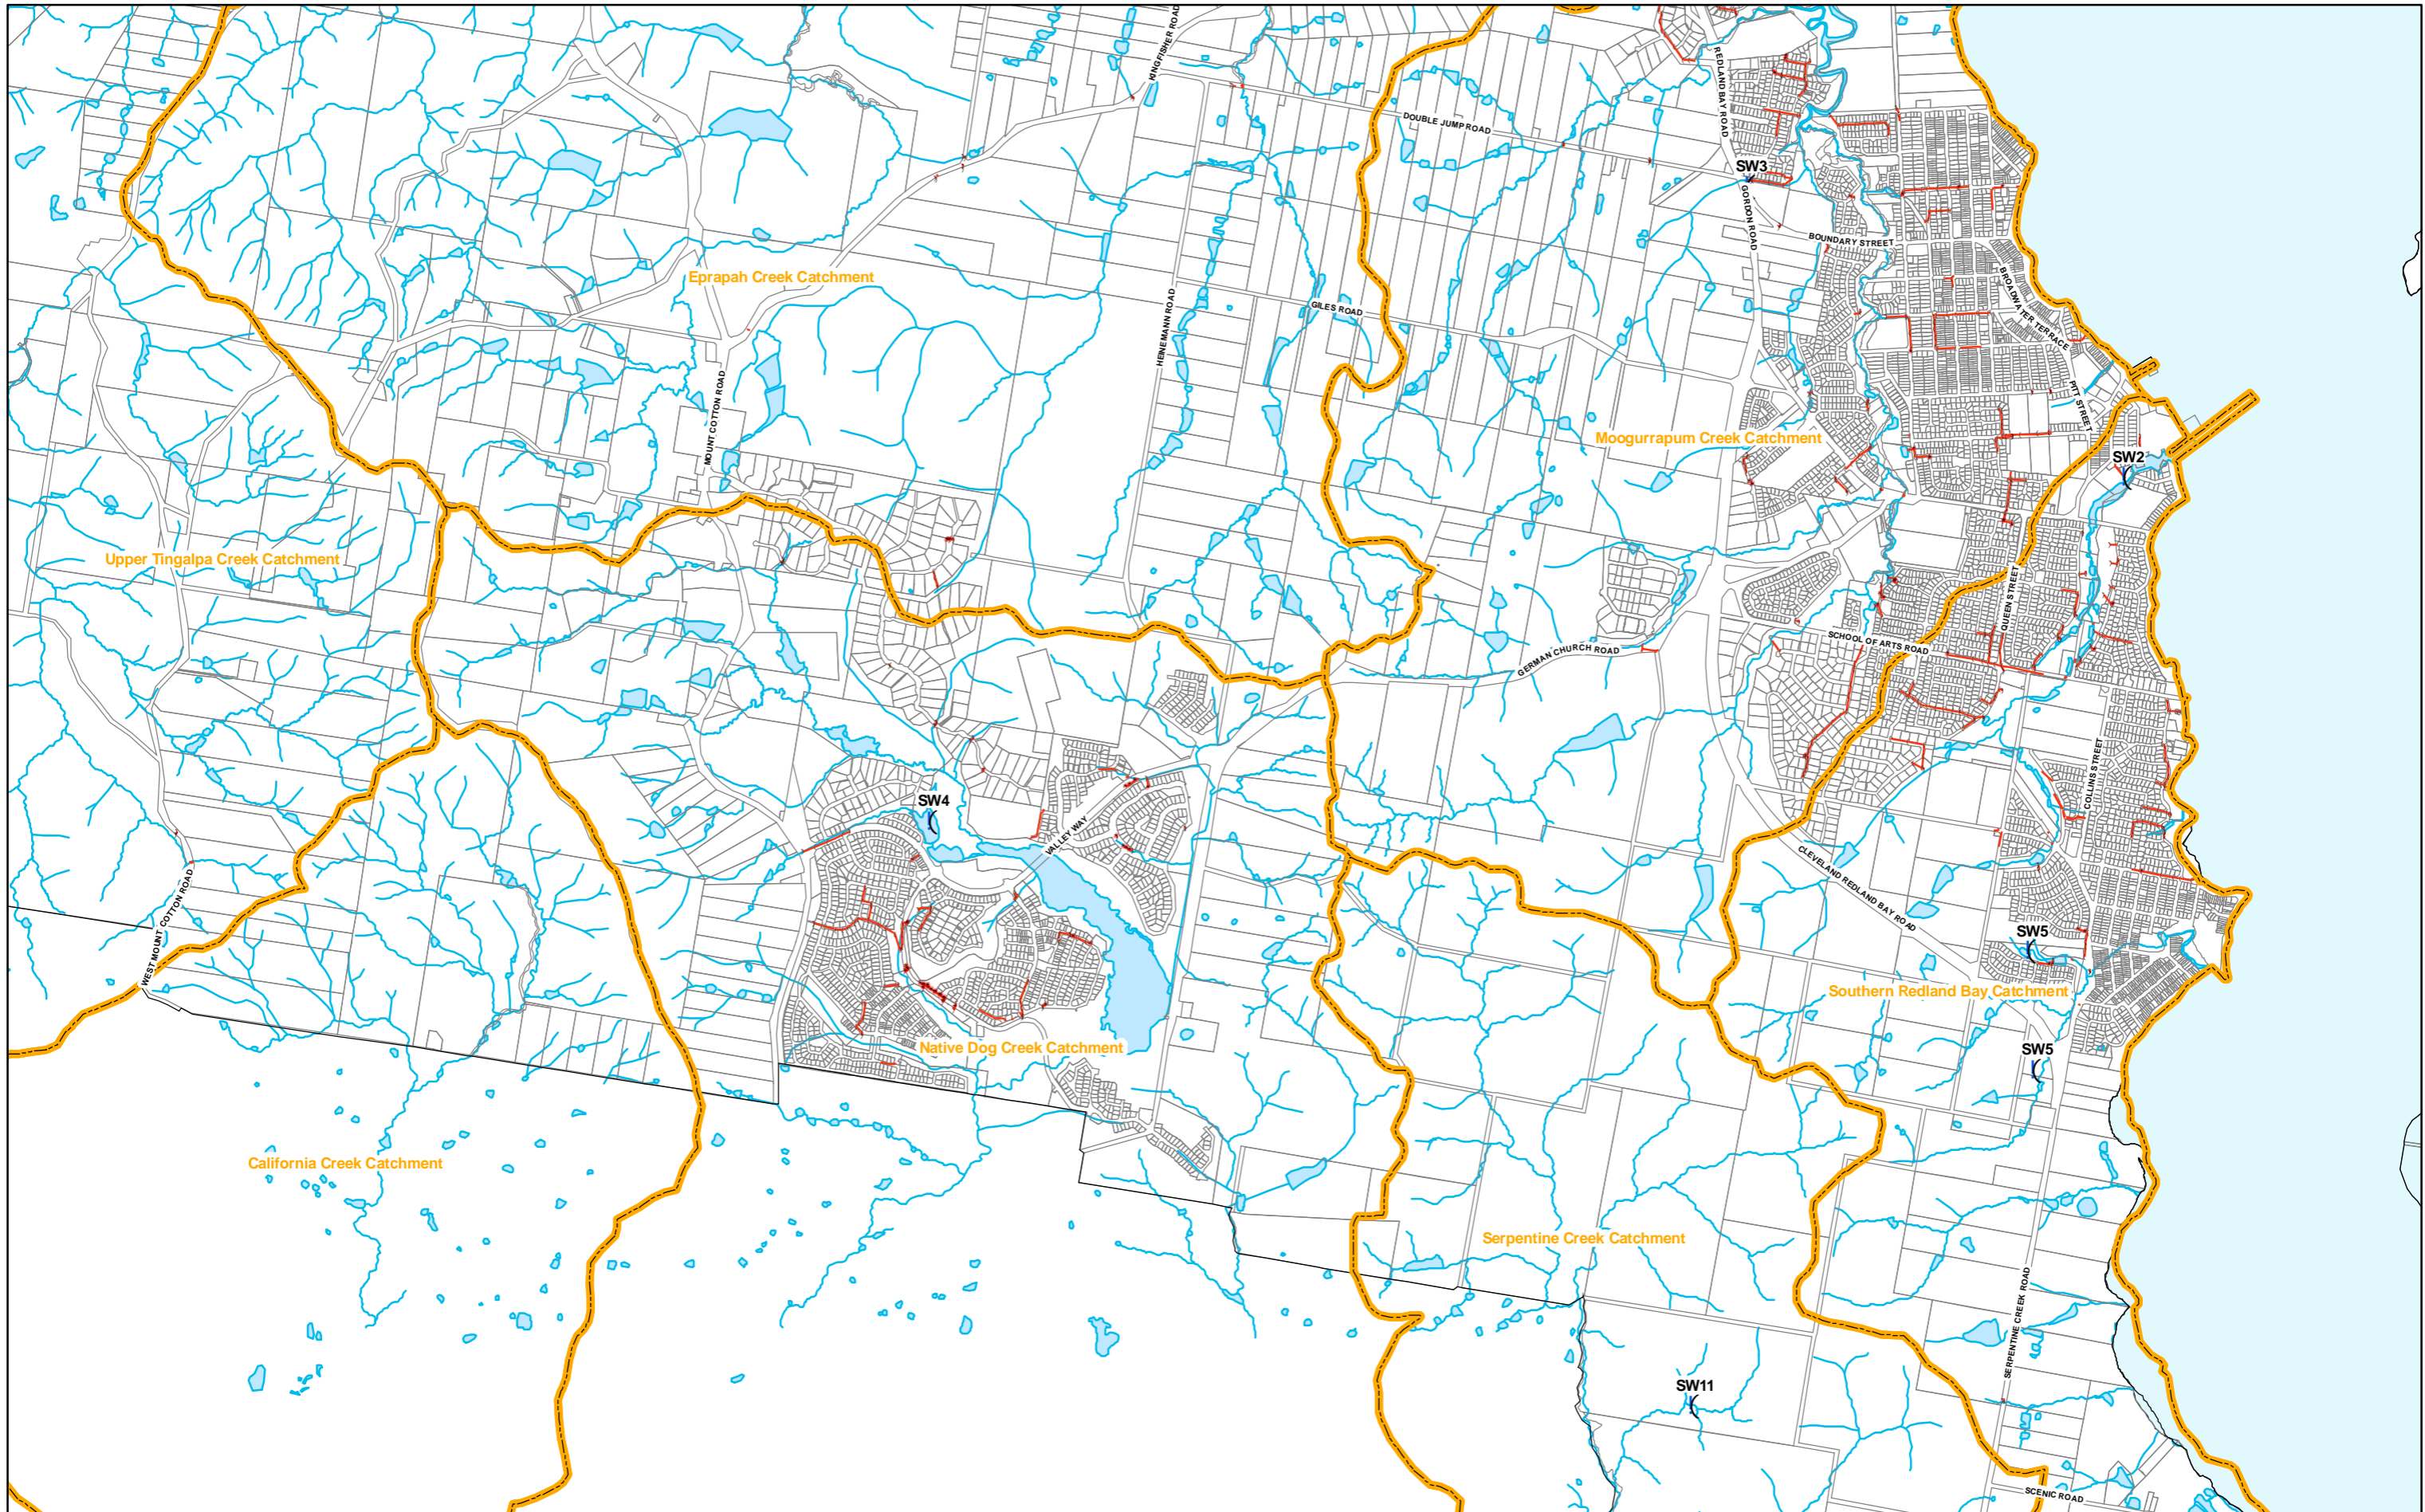 KINGFISHER ROAD
REDLAND BAY ROAD
DOUBLE JUMP ROAD
SW3
GORDON ROAD
BOUNDARY STREET
Eprapah Creek Catchment
BROADWATER TERRACE
HEINEMANN ROAD
GILES ROAD
MOUNT COTTON ROAD
PITT STREET
Moogurrapum Creek Catchment
SW2
Upper Tingalpa Creek Catchment
QUEEN STREET
SCHOOL OF ARTS ROAD
GERMAN CHURCH ROAD
COLLINS STREET
SW4
VALLEY WAY
CLEVELAND REDLAND BAY ROAD
WEST MOUNT COTTON ROAD
SW5
Southern Redland Bay Catchment
Native Dog Creek Catchment
SW5
California Creek Catchment
Serpentine Creek Catchment
SERPENTINE CREEK ROAD
SW11
SCENIC ROAD